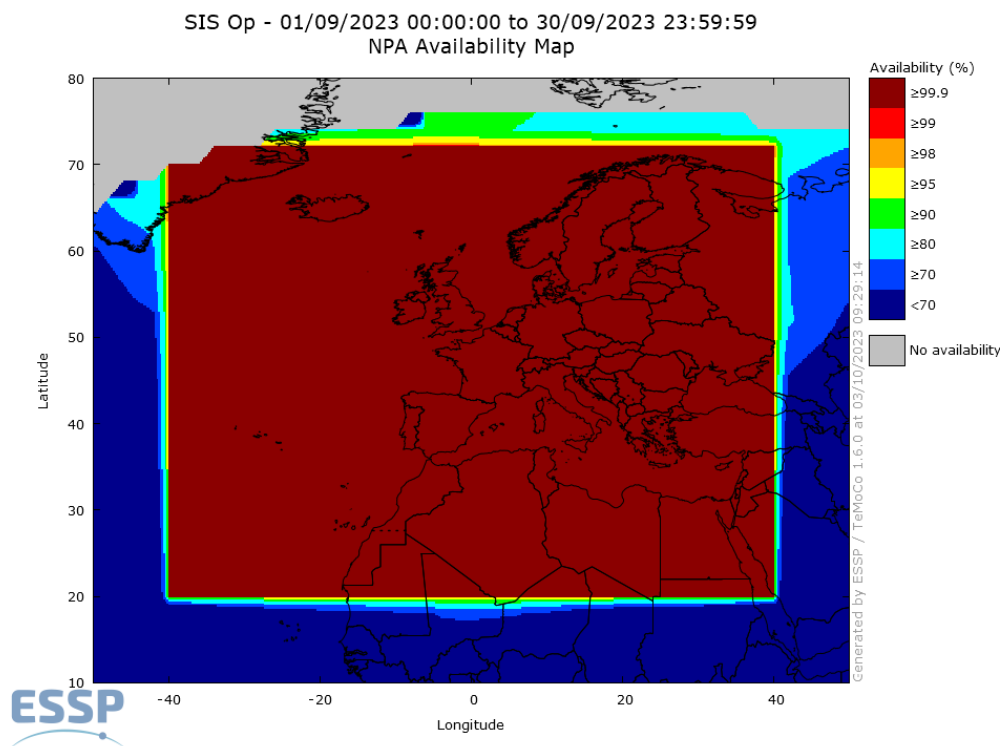 SIS Op - 01/09/2023 00:00:00 to 30/09/2023 23:59:59
NPA Availability Map
Availability (%)
≥99.9
≥99
≥98
≥95
≥90
≥80
≥70
<70
No availability
Latitude
80
70
60
50
40
30
20
10
-40
-20
0
20
40
Longitude
Generated by ESSP / TeMoCo 1.6.0 at 03/10/2023 09:29:14
ESSP